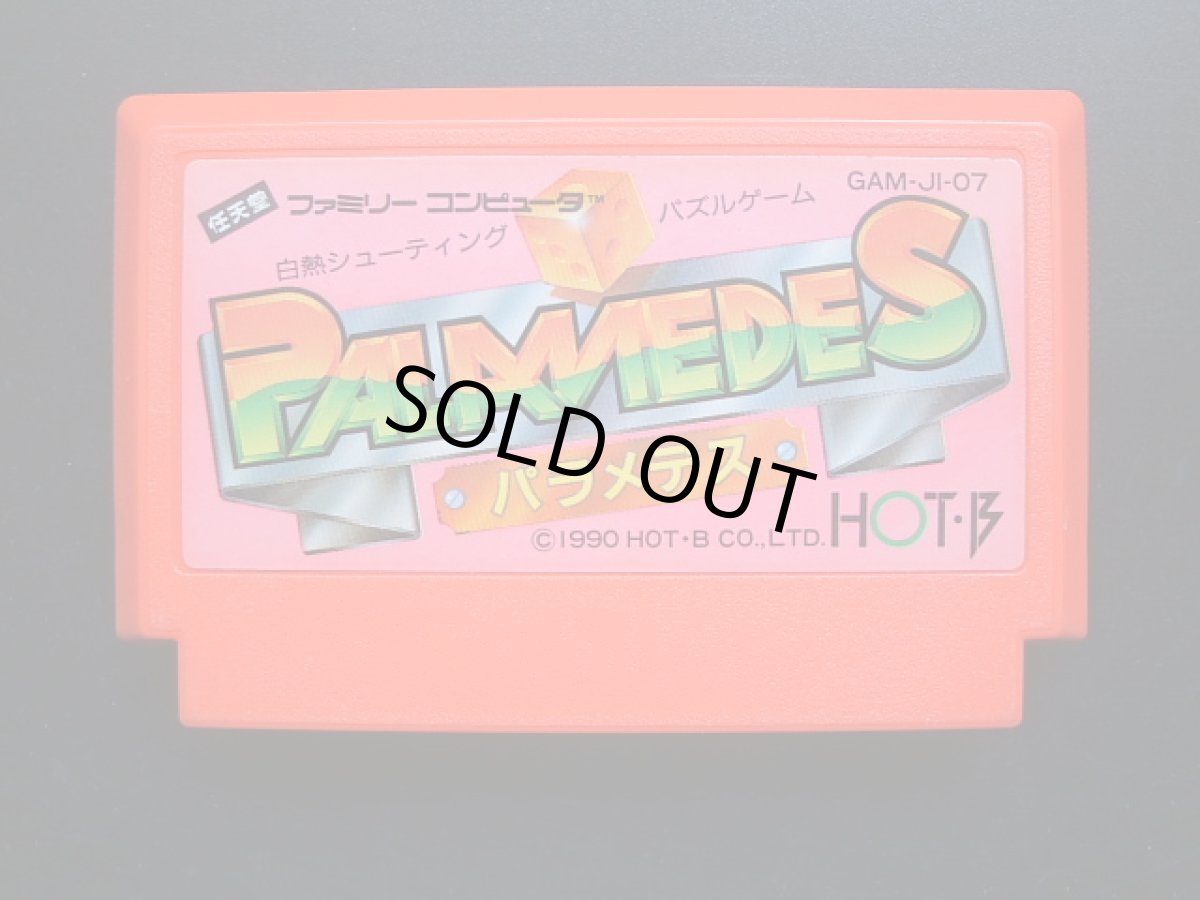 任天堂 ファミリー コンピュータ™
GAM-JI-07
白熱シューティング パズルゲーム
PALAMEDES
パラメデス
SOLD OUT
©1990 HOT・B CO.,LTD. HOT・B